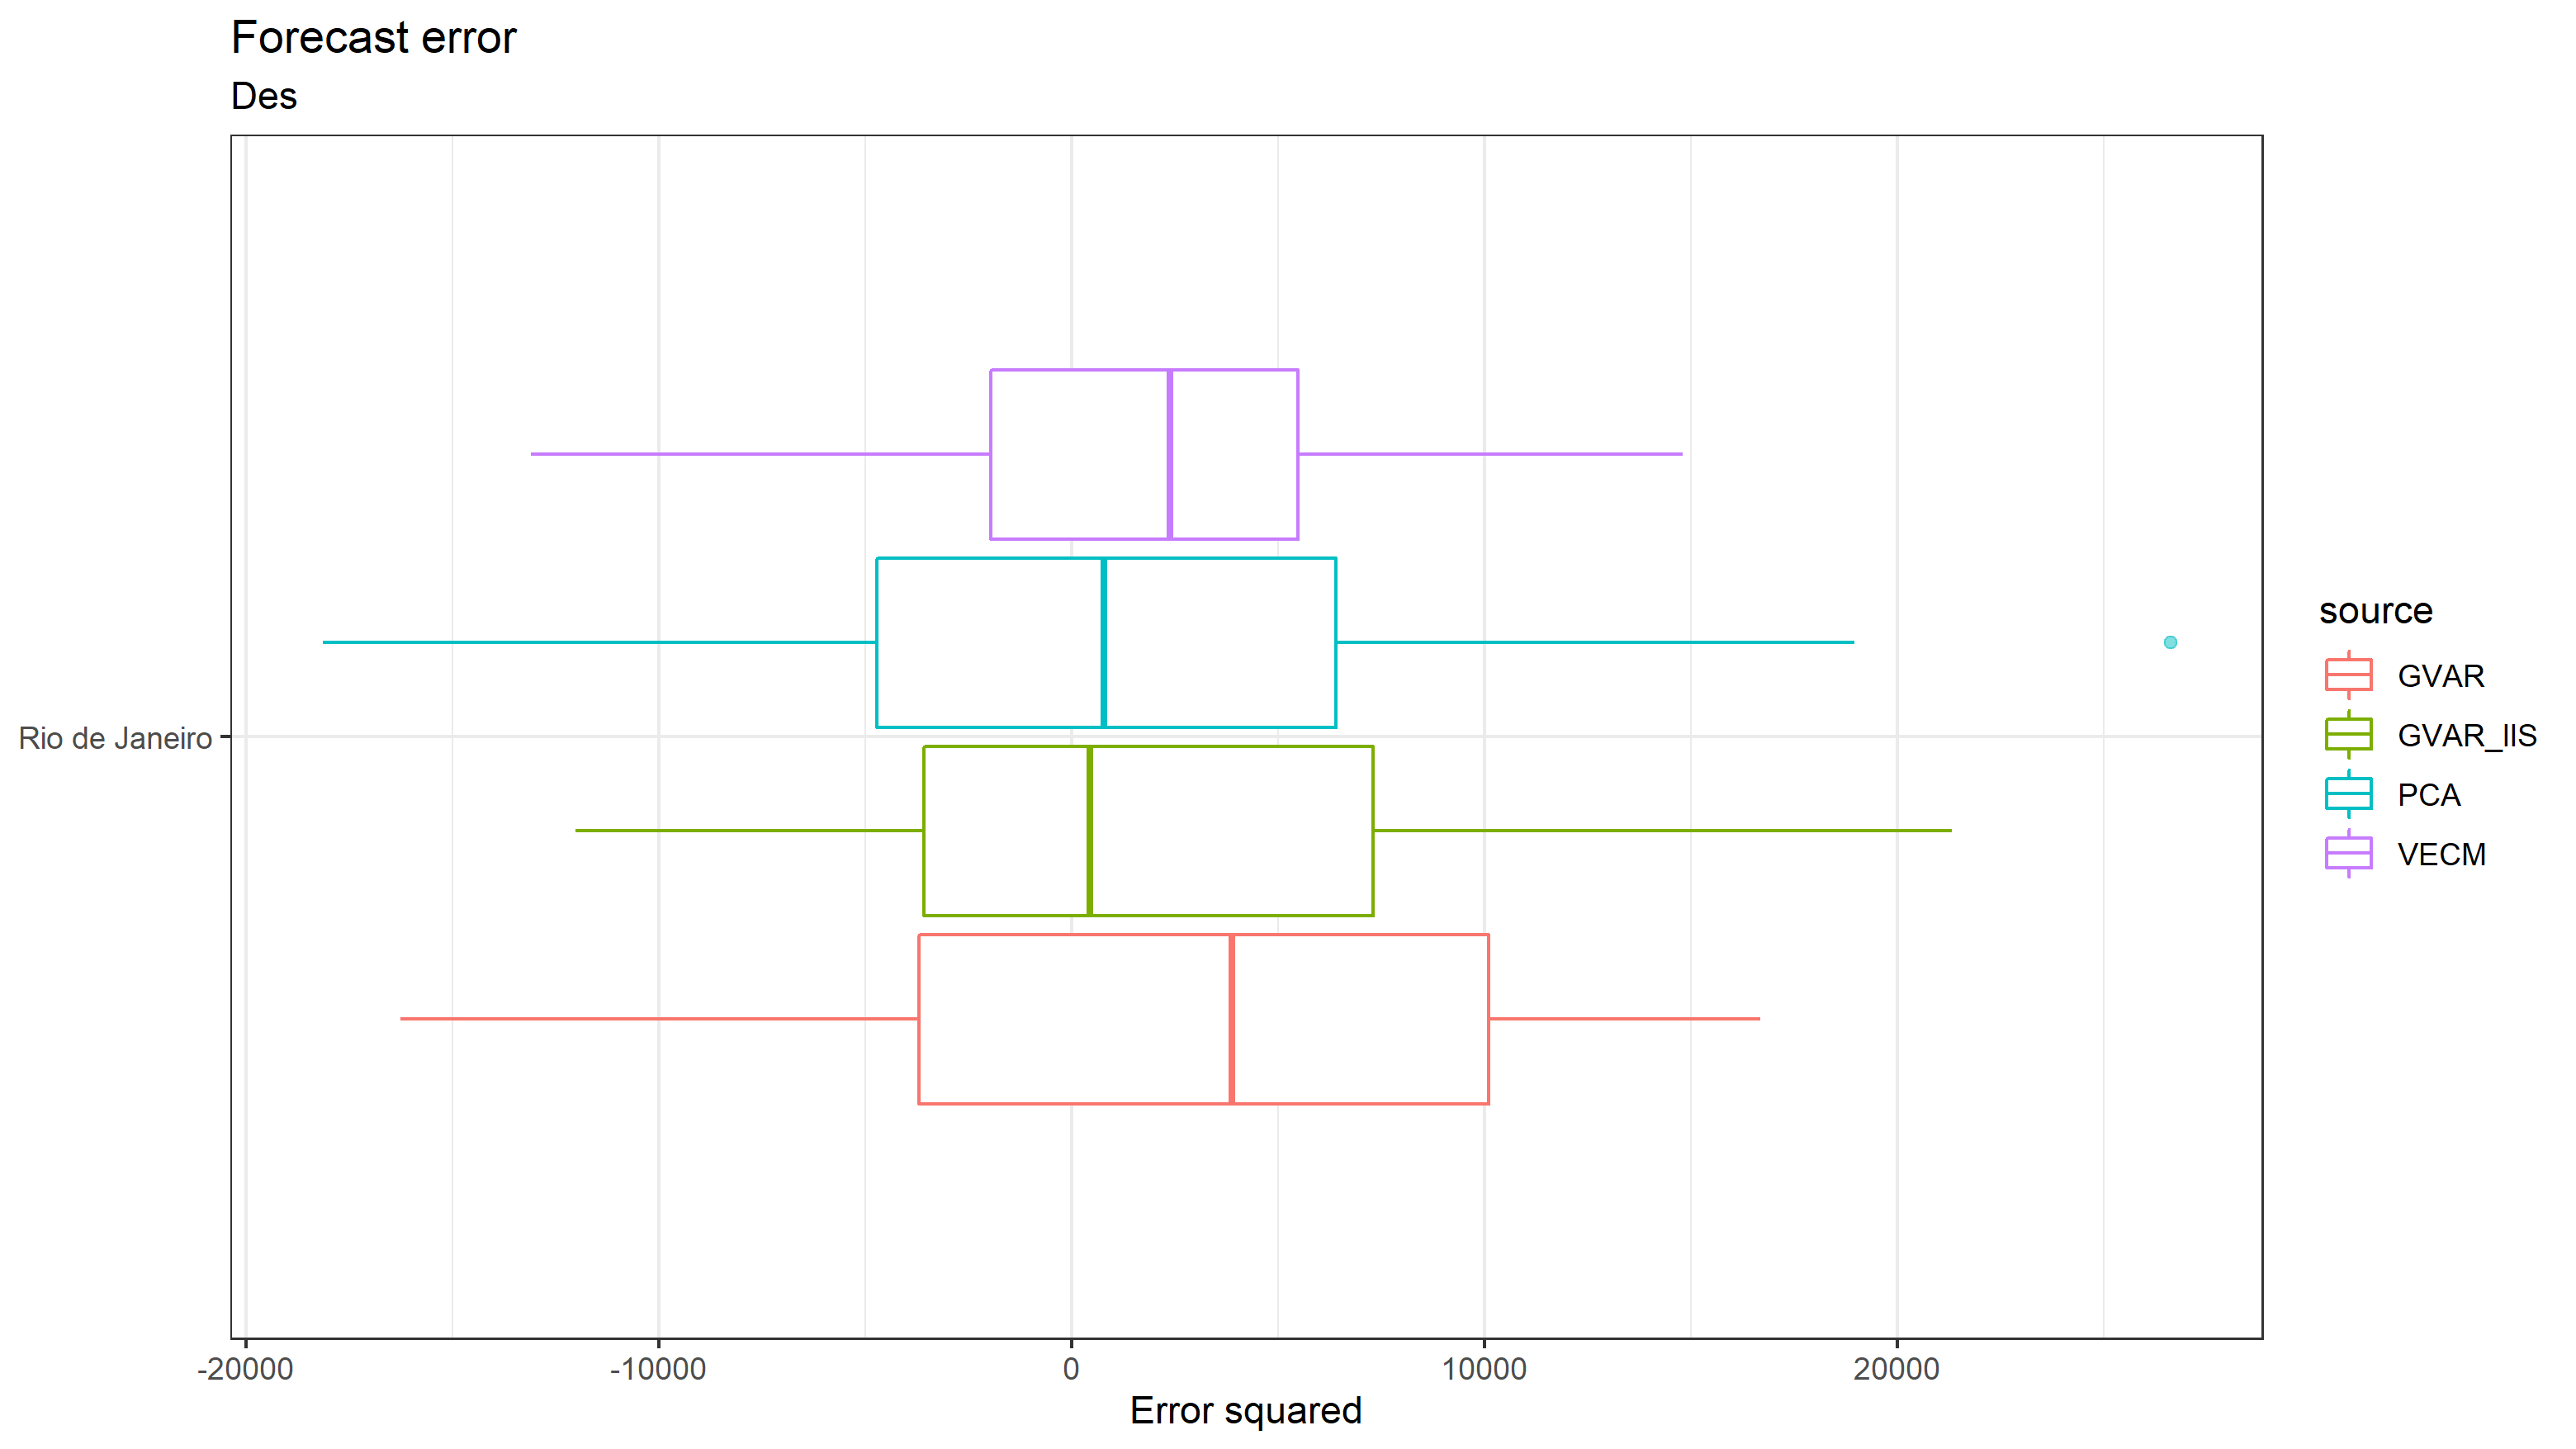 Forecast error
Des
Rio de Janeiro
-20000
-10000
0
10000
20000
Error squared
source
GVAR
GVAR_IIS
PCA
VECM